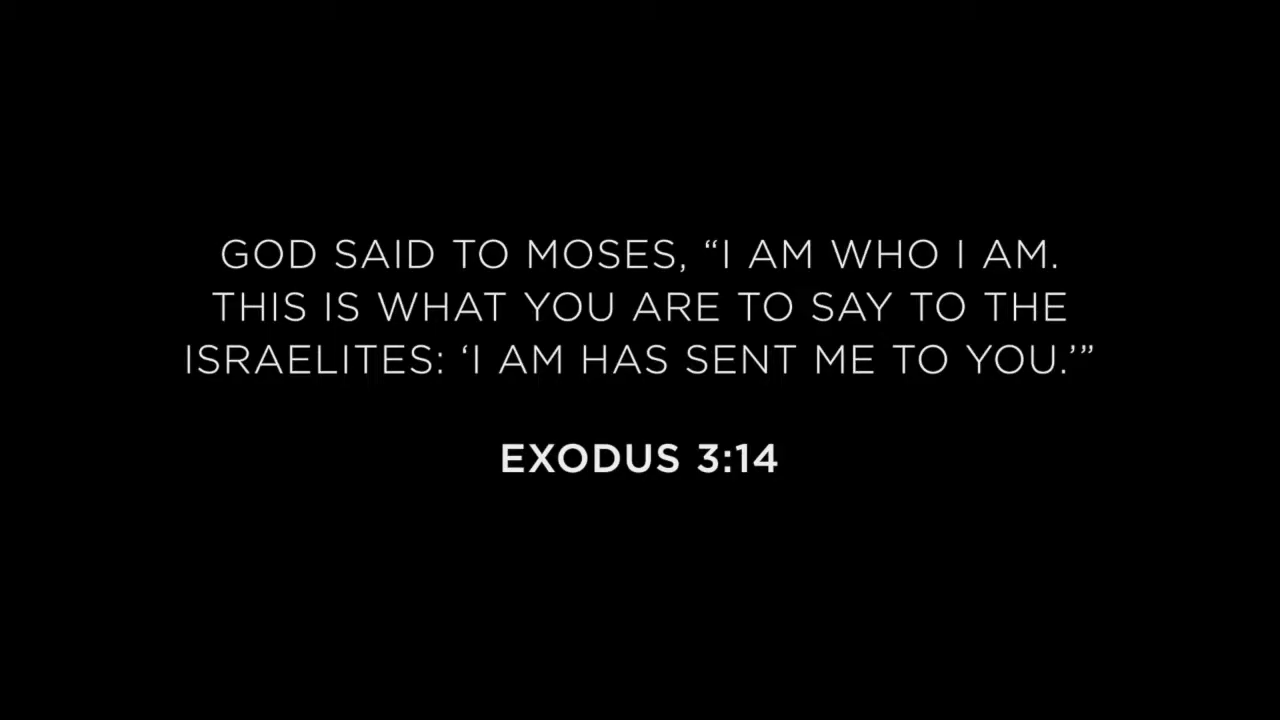 GOD SAID TO MOSES, “I AM WHO I AM.
THIS IS WHAT YOU ARE TO SAY TO THE
ISRAELITES: ‘I AM HAS SENT ME TO YOU.’”
EXODUS 3:14